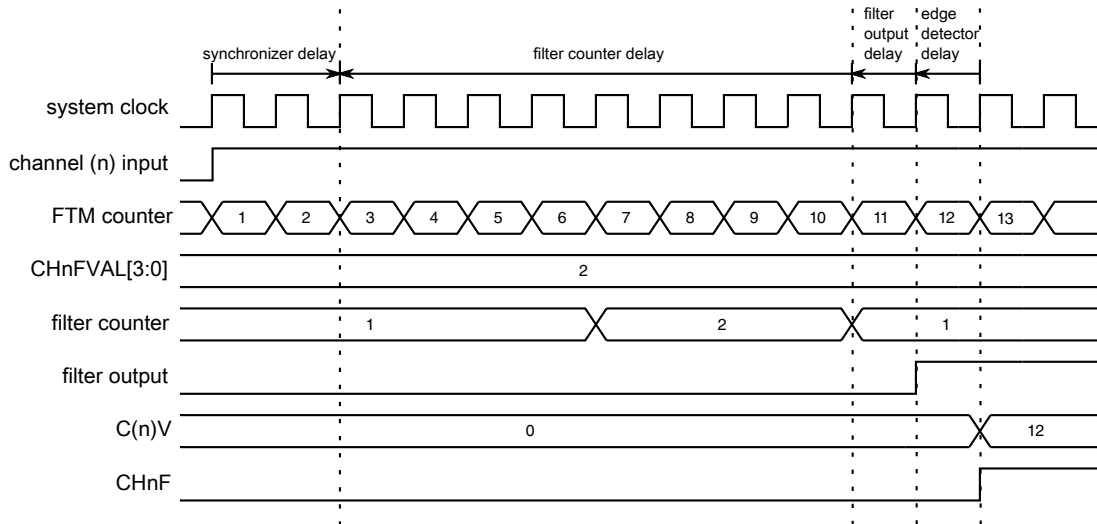 filter
output
delay
edge
detector
delay
synchronizer delay
filter counter delay
system clock
channel (n) input
FTM counter 1 2 3 4 5 6 7 8 9 10 11 12 13
CHnFVAL[3:0] 2
filter counter 1 2 1
filter output
C(n)V 0 12
CHnF